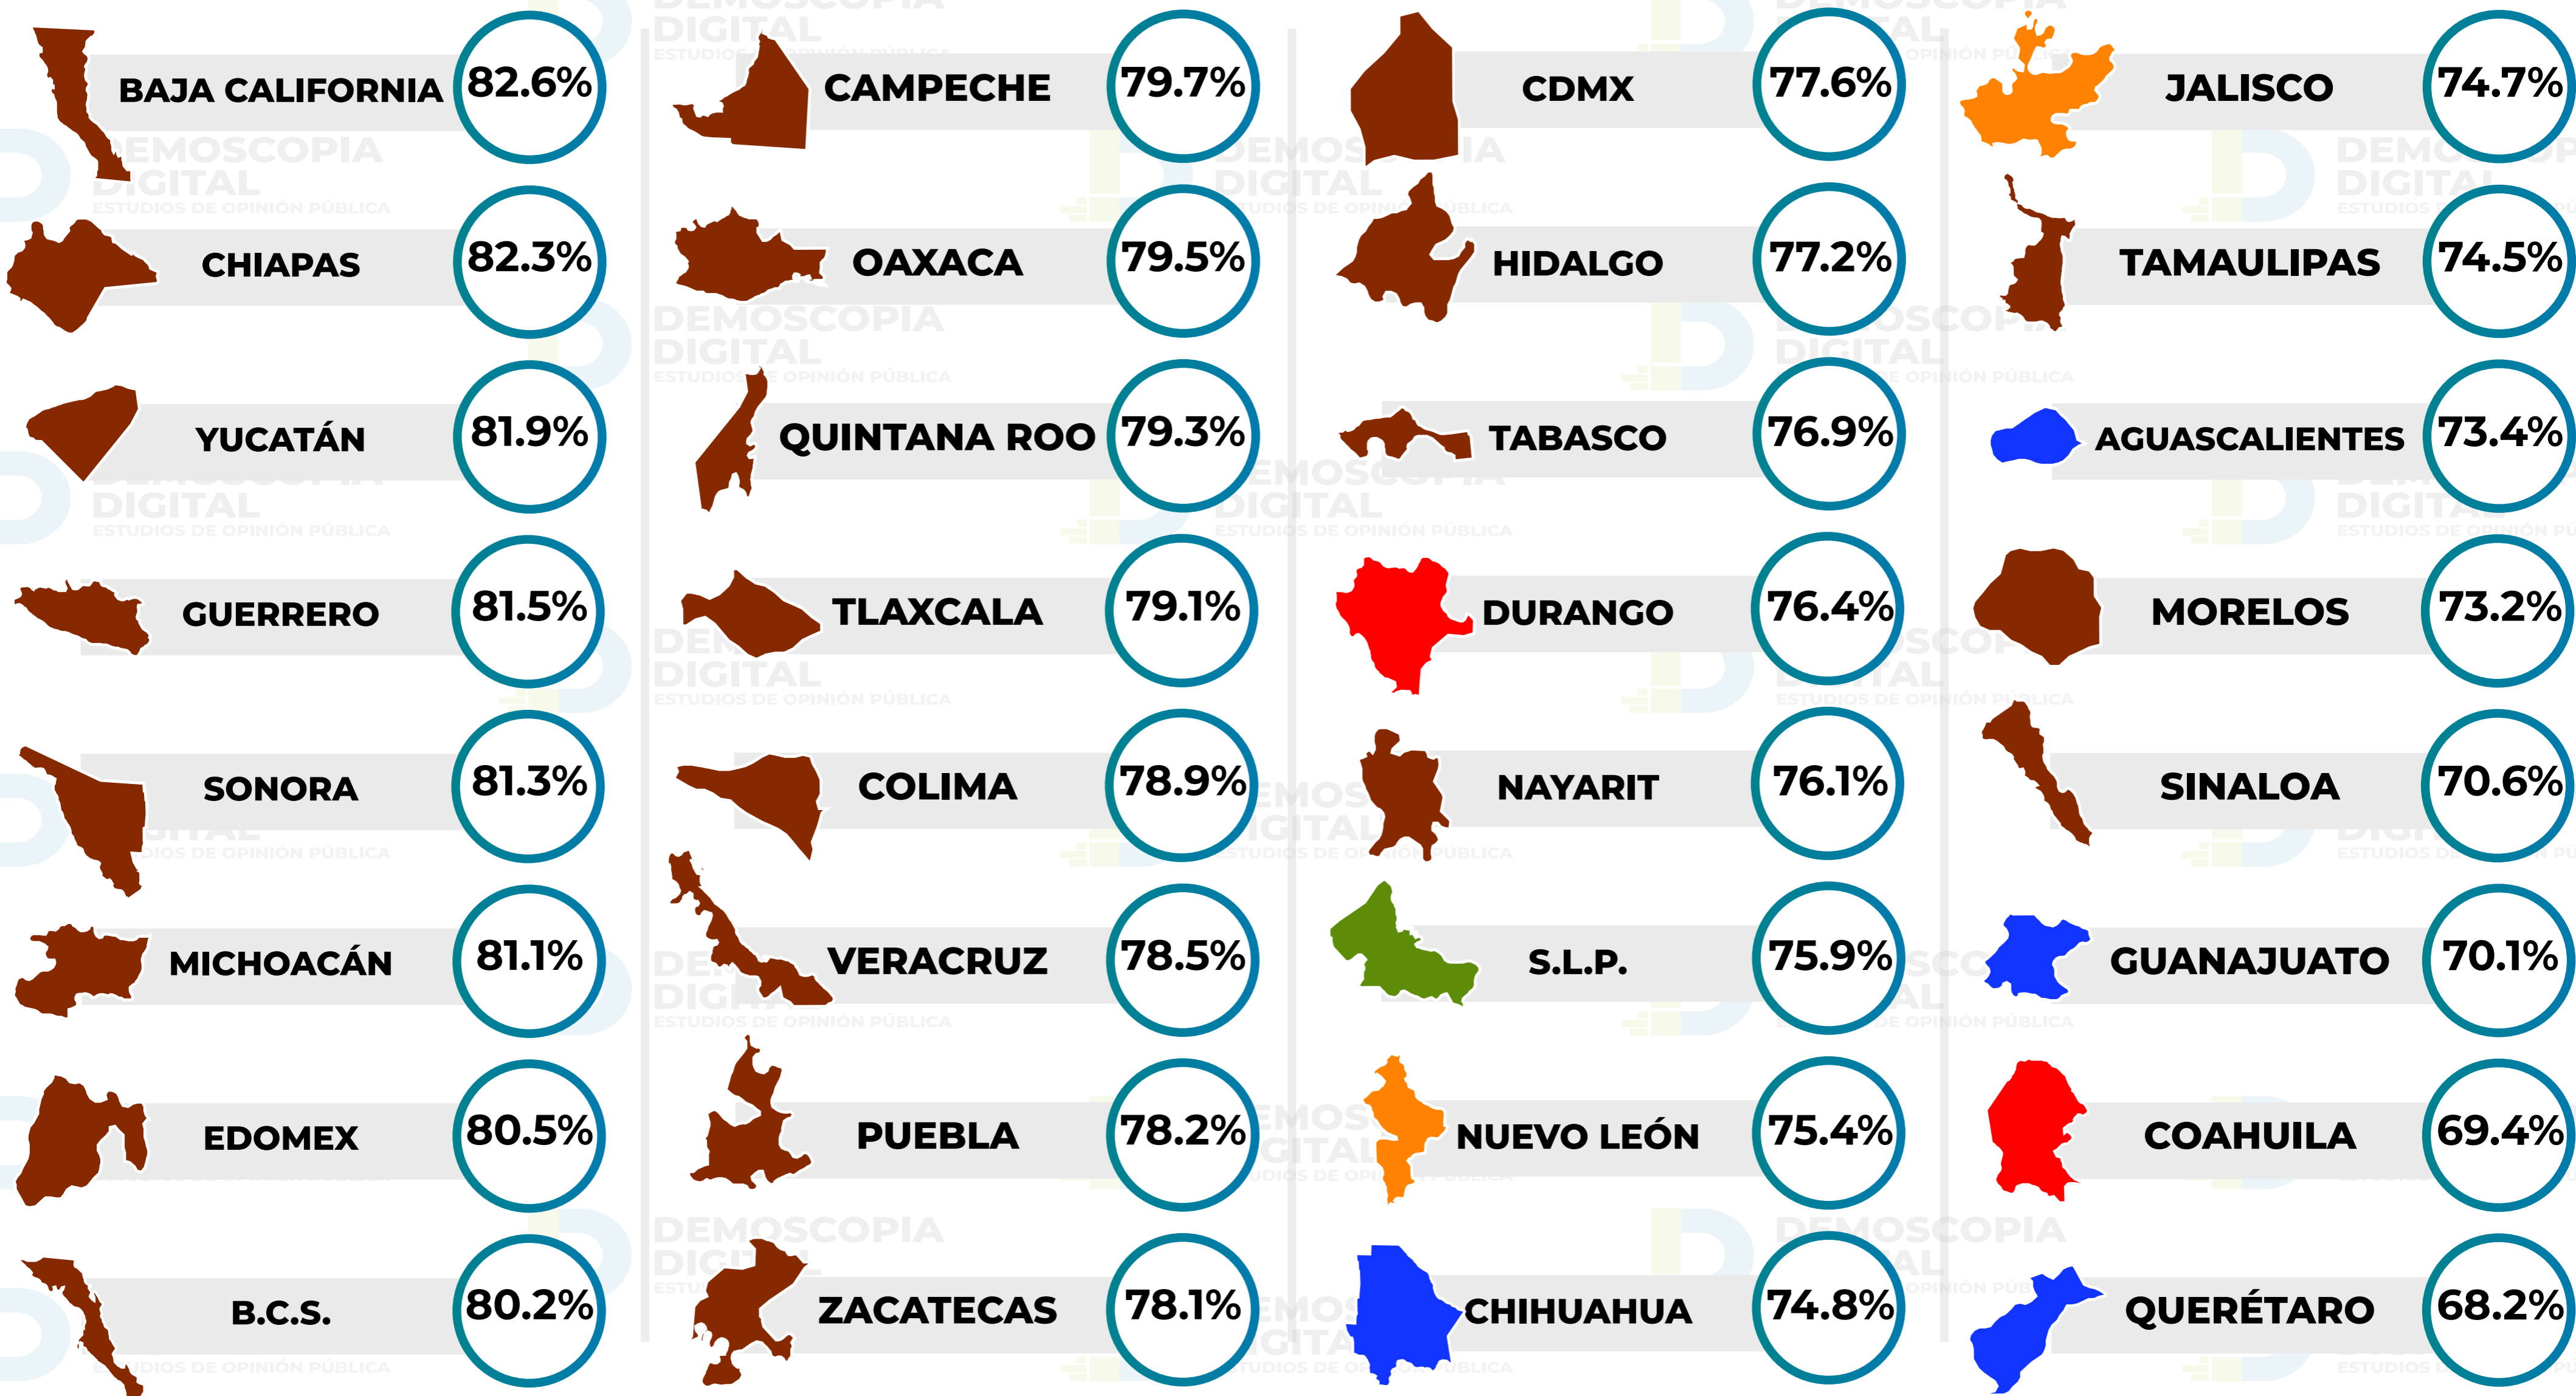 BAJA CALIFORNIA 82.6%
CHIAPAS 82.3%
YUCATÁN 81.9%
GUERRERO 81.5%
SONORA 81.3%
MICHOACÁN 81.1%
EDOMEX 80.5%
B.C.S. 80.2%
CAMPECHE 79.7%
OAXACA 79.5%
QUINTANA ROO 79.3%
TLAXCALA 79.1%
COLIMA 78.9%
VERACRUZ 78.5%
PUEBLA 78.2%
ZACATECAS 78.1%
CDMX 77.6%
HIDALGO 77.2%
TABASCO 76.9%
DURANGO 76.4%
NAYARIT 76.1%
S.L.P. 75.9%
NUEVO LEÓN 75.4%
CHIHUAHUA 74.8%
JALISCO 74.7%
TAMAULIPAS 74.5%
AGUASCALIENTES 73.4%
MORELOS 73.2%
SINALOA 70.6%
GUANAJUATO 70.1%
COAHUILA 69.4%
QUERÉTARO 68.2%
DEMOSCOPIA
DIGITAL
ESTUDIOS DE OPINIÓN PÚBLICA